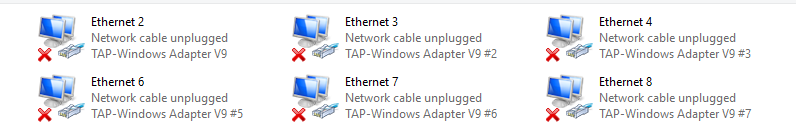 Ethernet 2
Network cable unplugged
TAP-Windows Adapter V9
Ethernet 3
Network cable unplugged
TAP-Windows Adapter V9 #2
Ethernet 4
Network cable unplugged
TAP-Windows Adapter V9 #3
Ethernet 6
Network cable unplugged
TAP-Windows Adapter V9 #5
Ethernet 7
Network cable unplugged
TAP-Windows Adapter V9 #6
Ethernet 8
Network cable unplugged
TAP-Windows Adapter V9 #7